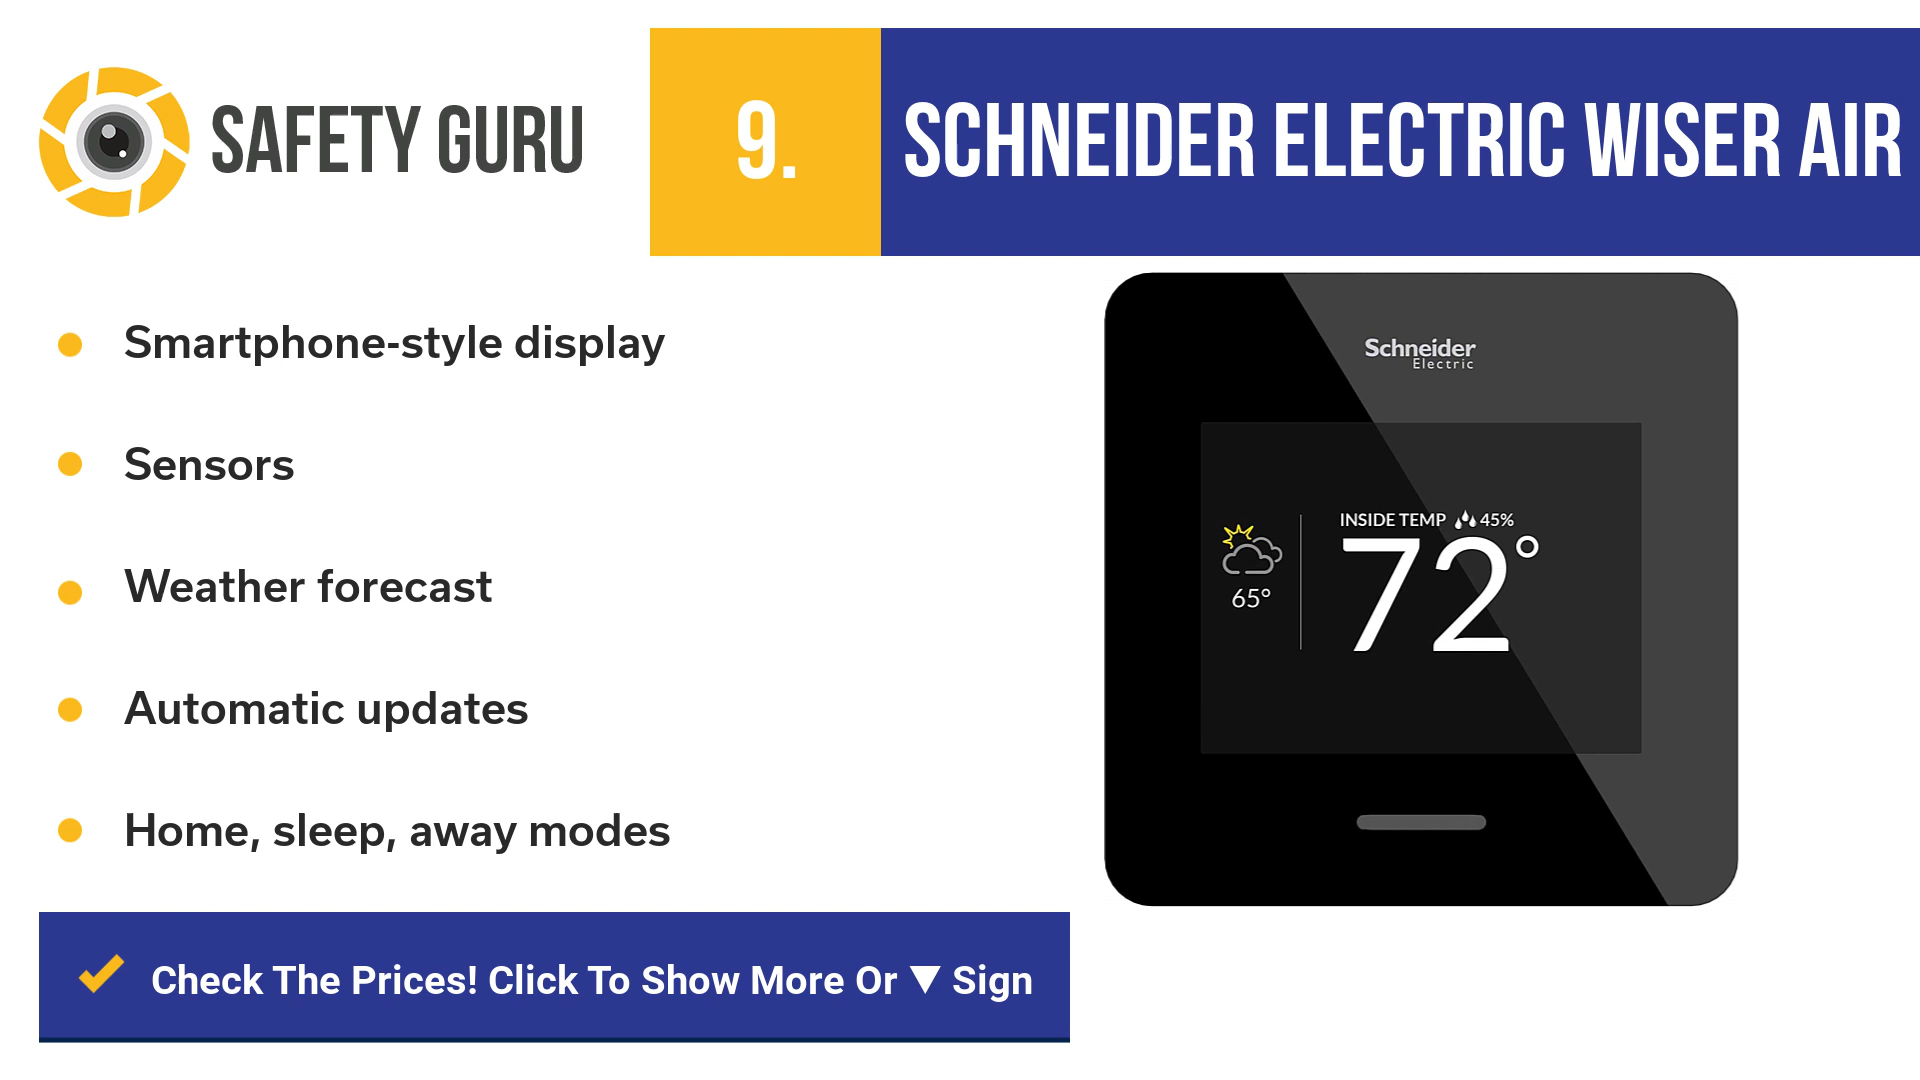 SAFETY GURU
9.
SCHNEIDER ELECTRIC WISER AIR
Smartphone-style display
Sensors
Weather forecast
Automatic updates
Home, sleep, away modes
Check The Prices! Click To Show More Or ▼ Sign
Schneider
Electric
INSIDE TEMP 45%
72°
65°